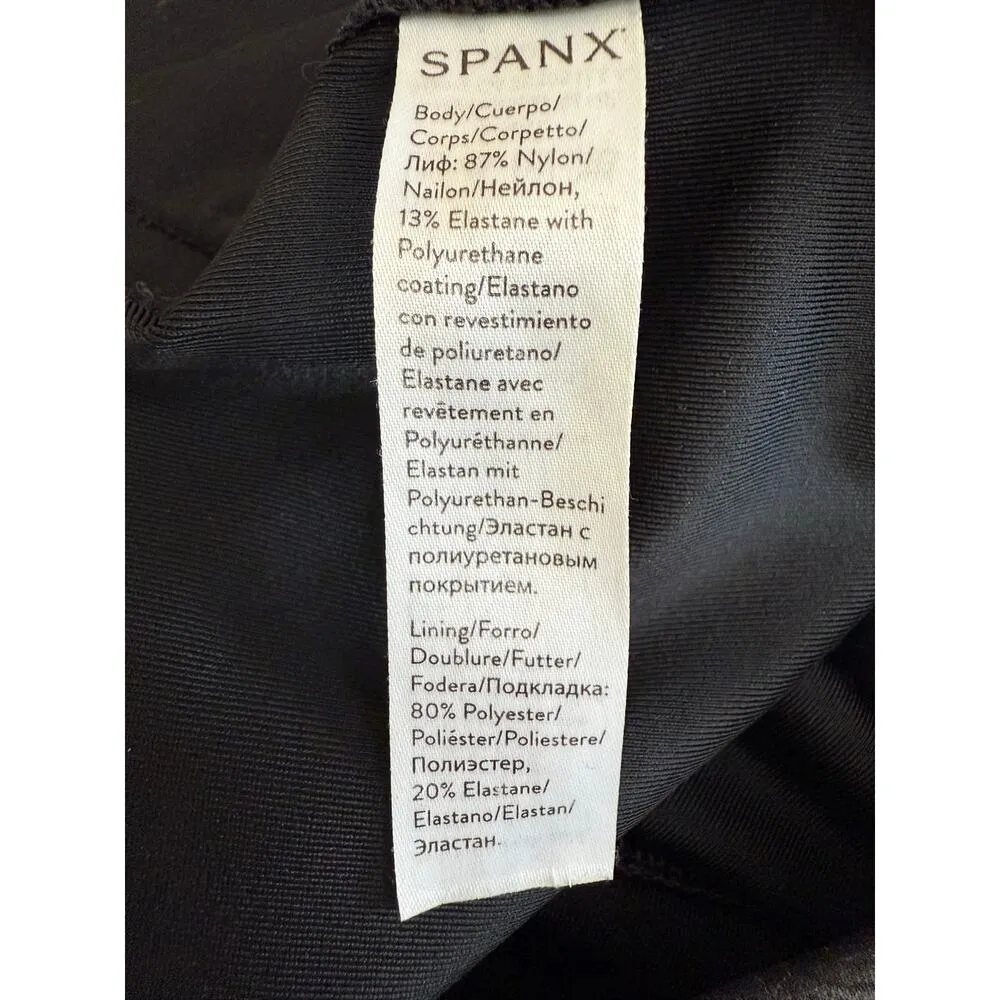 SPANX
Body/Cuerpo/
Corps/Corpetto/
Лиф: 87% Nylon/
Nailon/Нейлон,
13% Elastane with
Polyurethane
coating/Elastano
con revestimiento
de poliuretano/
Elastane avec
revêtement en
Polyuréthanne/
Elastan mit
Polyurethan-Beschi
chtung/Эластан с
полиуретановым
покрытием.
Lining/Forro/
Doublure/Futter/
Fodera/Подкладка:
80% Polyester/
Poliéster/Poliestere/
Полиэстер,
20% Elastane/
Elastano/Elastan/
Эластан.